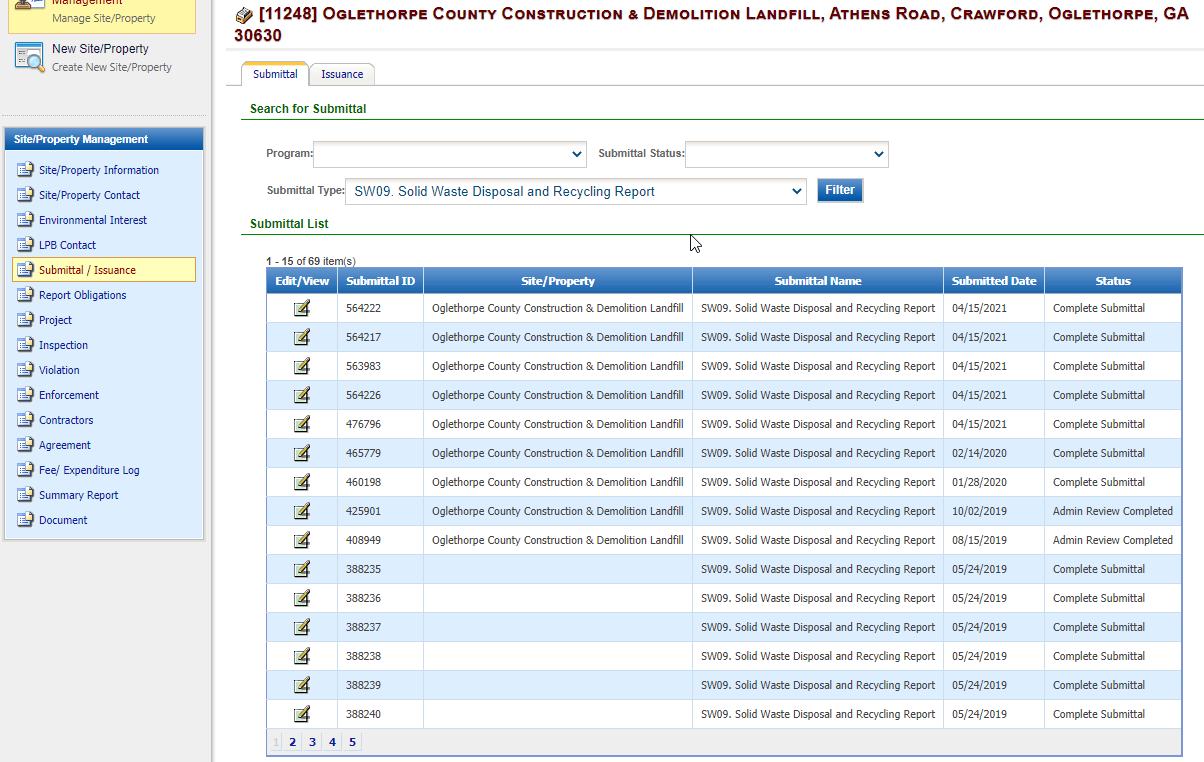 Management
Manage Site/Property
New Site/Property
Create New Site/Property
Site/Property Management
Site/Property Information
Site/Property Contact
Environmental Interest
LPB Contact
Submittal / Issuance
Report Obligations
Project
Inspection
Violation
Enforcement
Contractors
Agreement
Fee/ Expenditure Log
Summary Report
Document
[11248] Oglethorpe County Construction & Demolition Landfill, Athens Road, Crawford, Oglethorpe, GA
30630
Submittal Issuance
Search for Submittal
Program: Submittal Status:
Submittal Type: SW09. Solid Waste Disposal and Recycling Report Filter
Submittal List
1 - 15 of 69 item(s)
Edit/View Submittal ID Site/Property Submittal Name Submitted Date Status
564222 Oglethorpe County Construction & Demolition Landfill SW09. Solid Waste Disposal and Recycling Report 04/15/2021 Complete Submittal
564217 Oglethorpe County Construction & Demolition Landfill SW09. Solid Waste Disposal and Recycling Report 04/15/2021 Complete Submittal
563983 Oglethorpe County Construction & Demolition Landfill SW09. Solid Waste Disposal and Recycling Report 04/15/2021 Complete Submittal
564226 Oglethorpe County Construction & Demolition Landfill SW09. Solid Waste Disposal and Recycling Report 04/15/2021 Complete Submittal
476796 Oglethorpe County Construction & Demolition Landfill SW09. Solid Waste Disposal and Recycling Report 04/15/2021 Complete Submittal
465779 Oglethorpe County Construction & Demolition Landfill SW09. Solid Waste Disposal and Recycling Report 02/14/2020 Complete Submittal
460198 Oglethorpe County Construction & Demolition Landfill SW09. Solid Waste Disposal and Recycling Report 01/28/2020 Complete Submittal
425901 Oglethorpe County Construction & Demolition Landfill SW09. Solid Waste Disposal and Recycling Report 10/02/2019 Admin Review Completed
408949 Oglethorpe County Construction & Demolition Landfill SW09. Solid Waste Disposal and Recycling Report 08/15/2019 Admin Review Completed
388235 SW09. Solid Waste Disposal and Recycling Report 05/24/2019 Complete Submittal
388236 SW09. Solid Waste Disposal and Recycling Report 05/24/2019 Complete Submittal
388237 SW09. Solid Waste Disposal and Recycling Report 05/24/2019 Complete Submittal
388238 SW09. Solid Waste Disposal and Recycling Report 05/24/2019 Complete Submittal
388239 SW09. Solid Waste Disposal and Recycling Report 05/24/2019 Complete Submittal
388240 SW09. Solid Waste Disposal and Recycling Report 05/24/2019 Complete Submittal
1 2 3 4 5